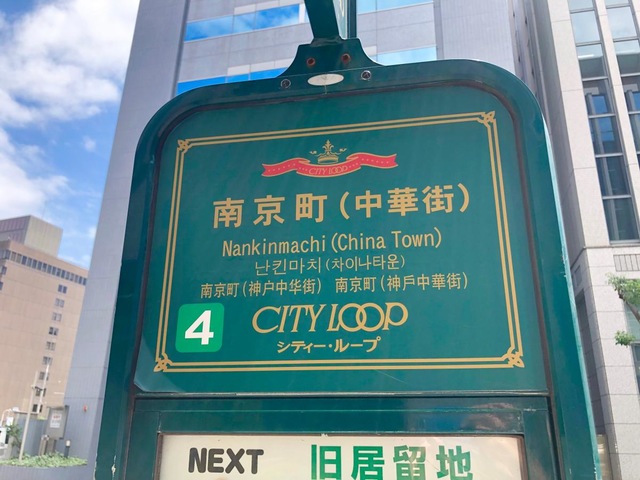 CITY LOOP
南京町(中華街)
Nankinmachi (China Town)
난킨마치 (차이나타운)
南京町(神户中华街) 南京町(神戶中華街)
4 CITY LOOP
シティー・ループ
NEXT 旧居留地